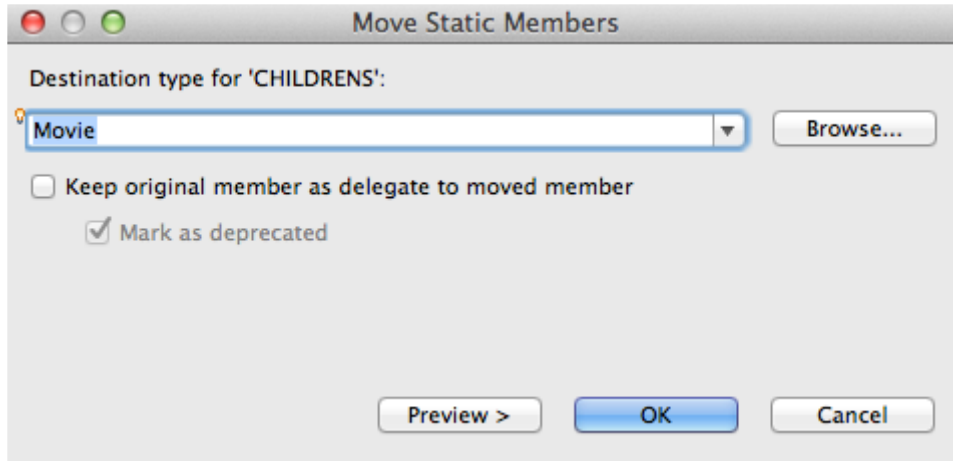 Move Static Members
Destination type for 'CHILDRENS':
Movie
Browse...
Keep original member as delegate to moved member
Mark as deprecated
Preview >
OK
Cancel